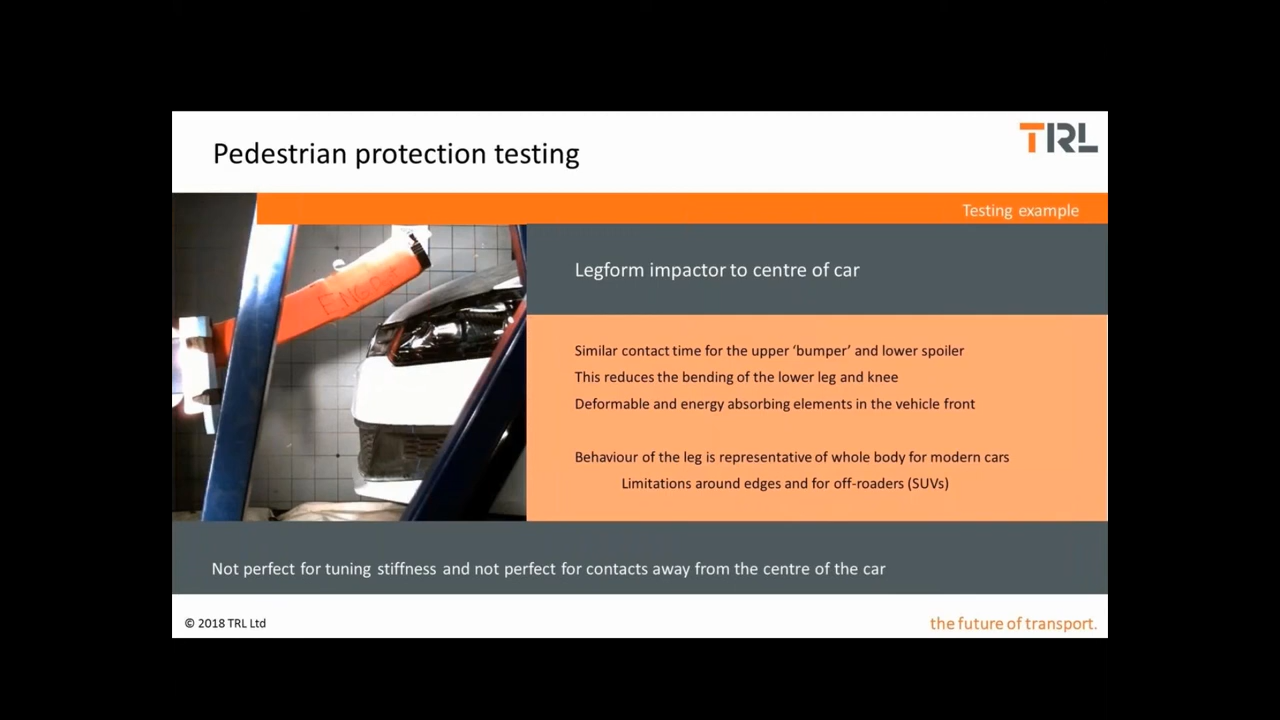 Pedestrian protection testing
TRL
Testing example
Legform impactor to centre of car
Similar contact time for the upper ‘bumper’ and lower spoiler
This reduces the bending of the lower leg and knee
Deformable and energy absorbing elements in the vehicle front
Behaviour of the leg is representative of whole body for modern cars
Limitations around edges and for off-roaders (SUVs)
Not perfect for tuning stiffness and not perfect for contacts away from the centre of the car
© 2018 TRL Ltd
the future of transport.